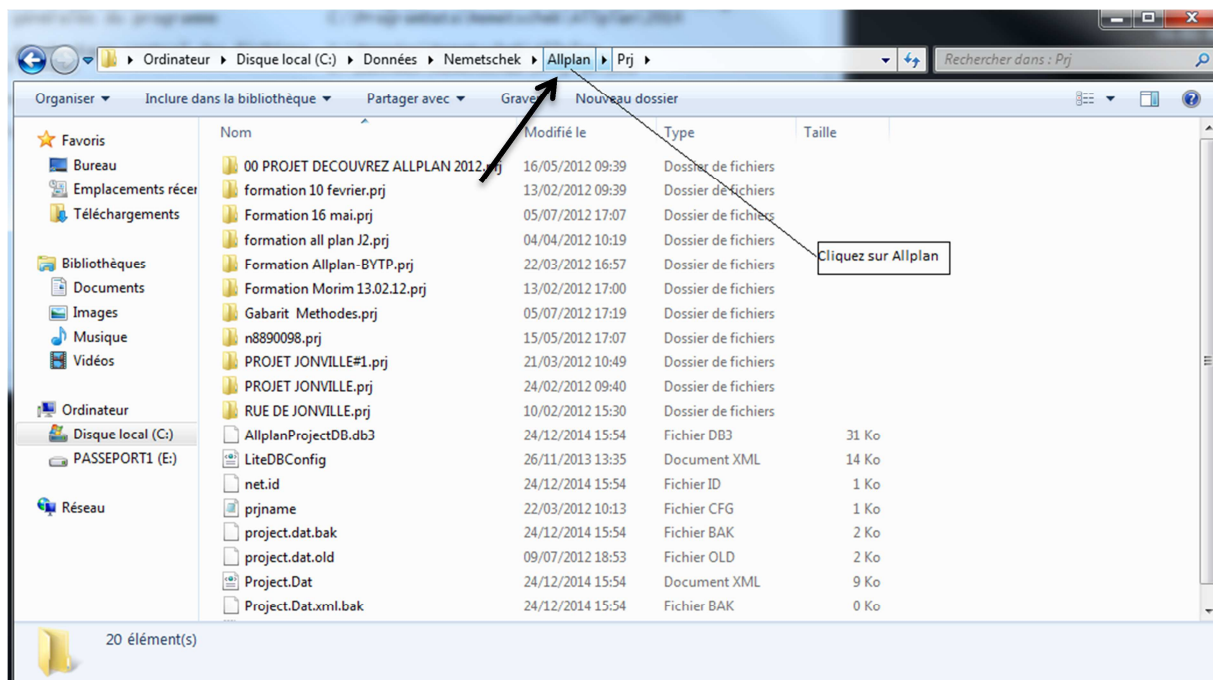 générales du programme C:\ProgramData\Nemetschek\Allplan\2014
Ordinateur Disque local (C:) Données Nemetschek Allplan Prj
Rechercher dans : Prj
Organiser Inclure dans la bibliothèque Partager avec Graver Nouveau dossier
Favoris
Bureau
Emplacements récer
Téléchargements
Bibliothèques
Documents
Images
Musique
Vidéos
Ordinateur
Disque local (C:)
PASSEPORT1 (E:)
Réseau
Nom Modifié le Type Taille
00 PROJET DECOUVREZ ALLPLAN 2012.prj 16/05/2012 09:39 Dossier de fichiers
formation 10 fevrier.prj 13/02/2012 09:39 Dossier de fichiers
Formation 16 mai.prj 05/07/2012 17:07 Dossier de fichiers
formation all plan J2.prj 04/04/2012 10:19 Dossier de fichiers
Formation Allplan-BYTP.prj 22/03/2012 16:57 Dossier de fichiers
Formation Morim 13.02.12.prj 13/02/2012 17:00 Dossier de fichiers
Gabarit Methodes.prj 05/07/2012 17:19 Dossier de fichiers
n8890098.prj 15/05/2012 17:07 Dossier de fichiers
PROJET JONVILLE#1.prj 21/03/2012 10:49 Dossier de fichiers
PROJET JONVILLE.prj 24/02/2012 09:40 Dossier de fichiers
RUE DE JONVILLE.prj 10/02/2012 15:30 Dossier de fichiers
AllplanProjectDB.db3 24/12/2014 15:54 Fichier DB3 31 Ko
LiteDBConfig 26/11/2013 13:35 Document XML 14 Ko
net.id 24/12/2014 15:54 Fichier ID 1 Ko
prjname 22/03/2012 10:13 Fichier CFG 1 Ko
project.dat.bak 24/12/2014 15:54 Fichier BAK 2 Ko
project.dat.old 09/07/2012 18:53 Fichier OLD 2 Ko
Project.Dat 24/12/2014 15:54 Document XML 9 Ko
Project.Dat.xml.bak 24/12/2014 15:54 Fichier BAK 0 Ko
Cliquez sur Allplan
20 élément(s)